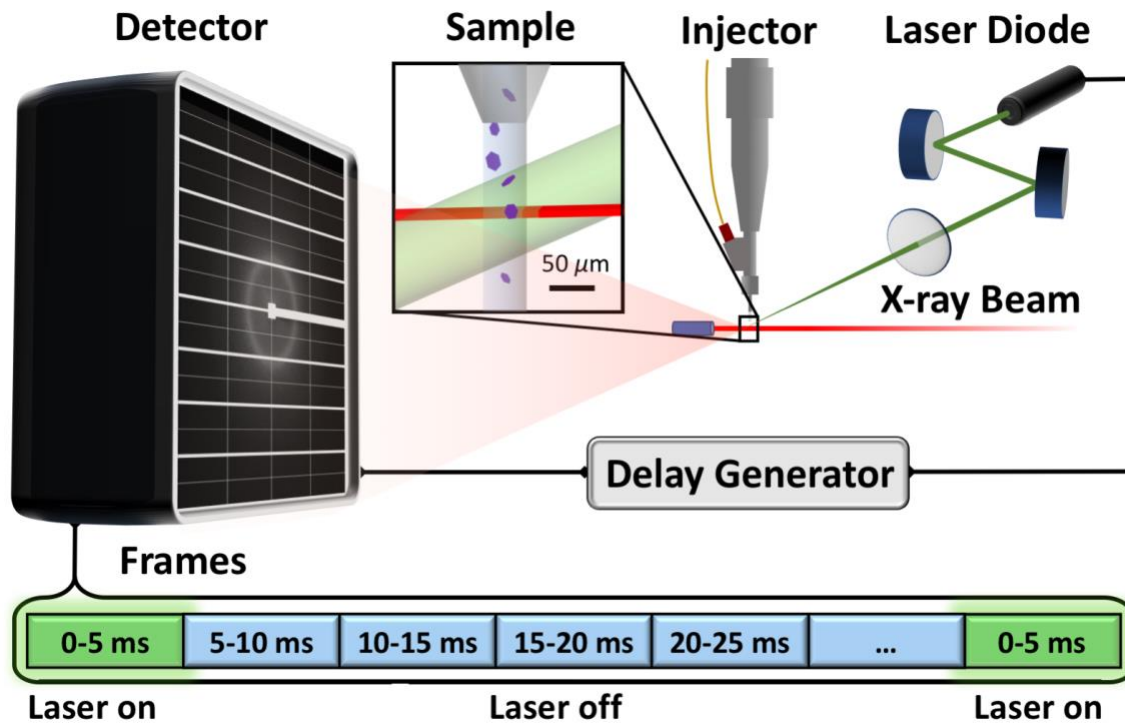 Detector
Sample
Injector
Laser Diode
50 μm
X-ray Beam
Delay Generator
Frames
0-5 ms
5-10 ms
10-15 ms
15-20 ms
20-25 ms
...
0-5 ms
Laser on
Laser off
Laser on